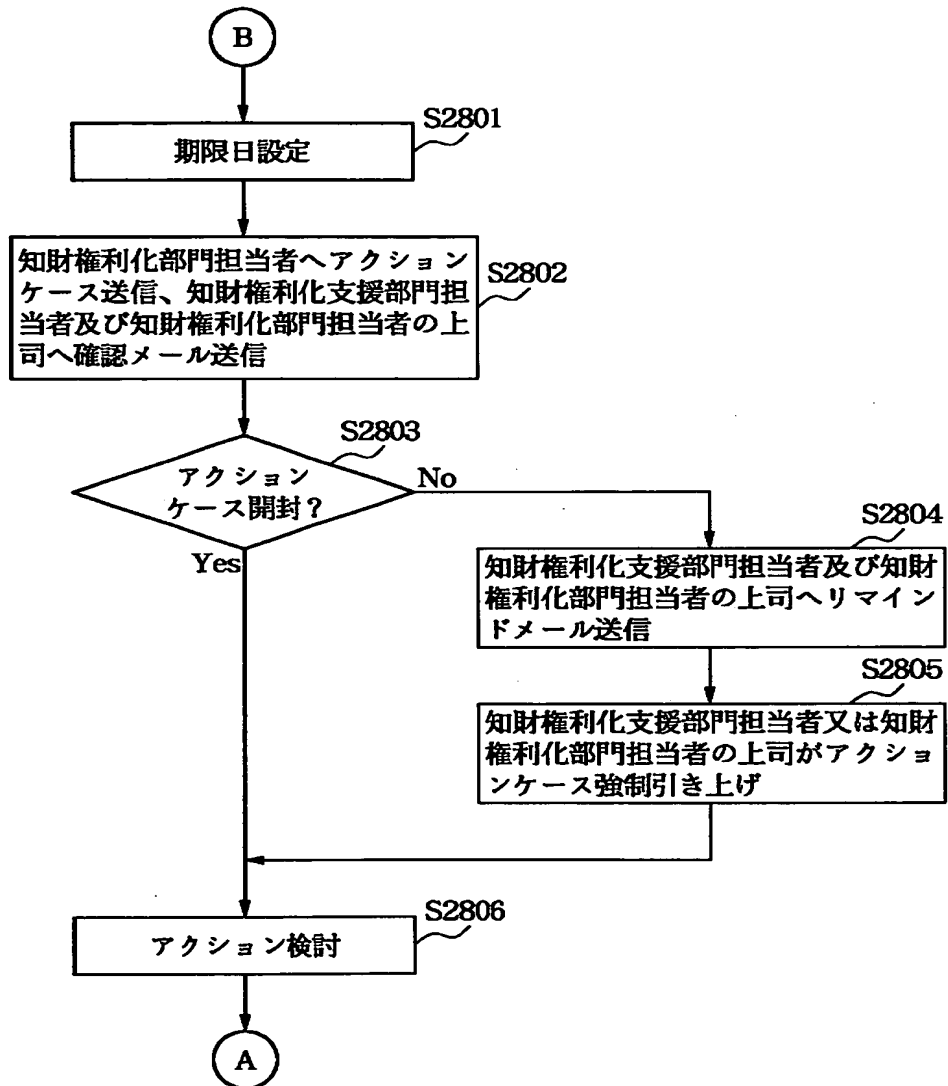 B
S2801
期限日設定
S2802
知財権利化部門担当者へアクション
ケース送信、知財権利化支援部門担
当者及び知財権利化部門担当者の上
司へ確認メール送信
S2803
アクション
ケース開封？
No
Yes
S2804
知財権利化支援部門担当者及び知財
権利化部門担当者の上司へリマイン
ドメール送信
S2805
知財権利化支援部門担当者又は知財
権利化部門担当者の上司がアクショ
ンケース強制引き上げ
S2806
アクション検討
A